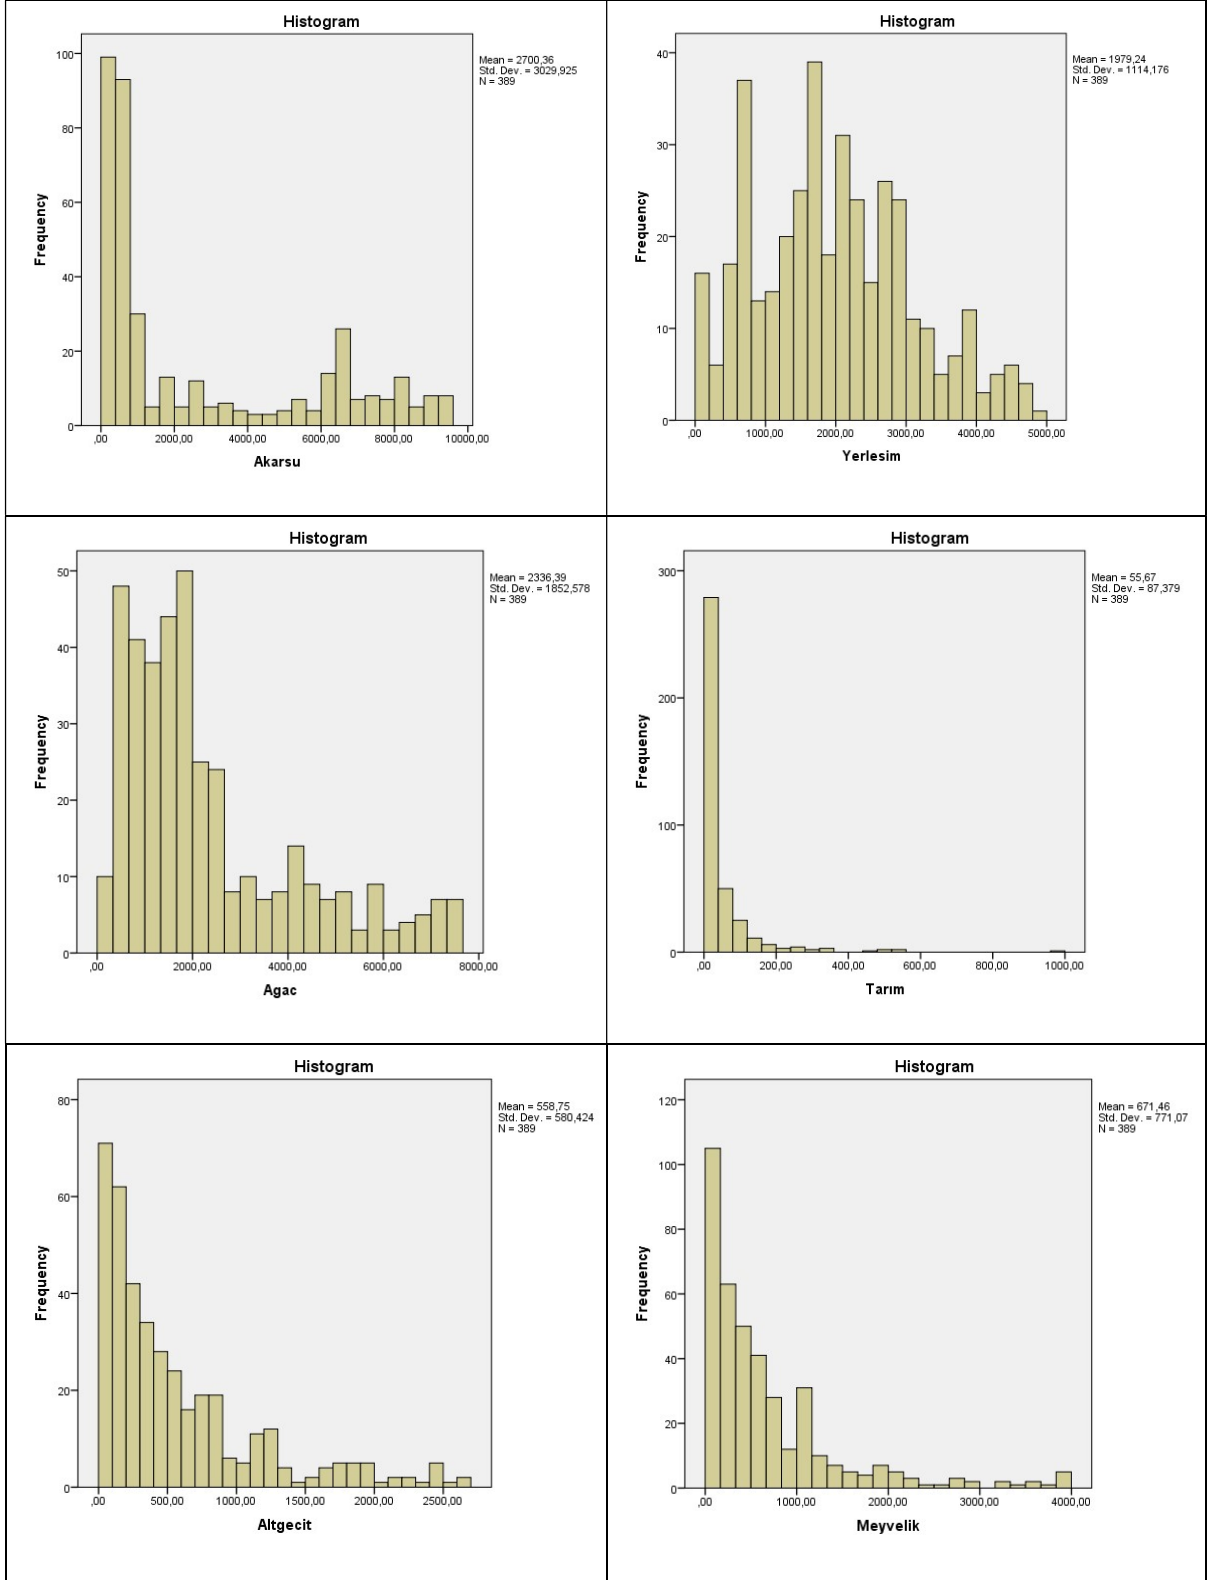 Histogram
Mean = 2700,36
Std. Dev. = 3029,925
N = 389
100
80
60
40
20
0
Frequency
,00 2000,00 4000,00 6000,00 8000,00 10000,00
Akarsu
Histogram
Mean = 1979,24
Std. Dev. = 1114,176
N = 389
40
30
20
10
0
Frequency
,00 1000,00 2000,00 3000,00 4000,00 5000,00
Yerlesim
Histogram
Mean = 2336,39
Std. Dev. = 1852,578
N = 389
50
40
30
20
10
0
Frequency
,00 2000,00 4000,00 6000,00 8000,00
Agac
Histogram
Mean = 55,67
Std. Dev. = 87,379
N = 389
300
200
100
0
Frequency
,00 200,00 400,00 600,00 800,00 1000,00
Tarım
Histogram
Mean = 558,75
Std. Dev. = 580,424
N = 389
80
60
40
20
0
Frequency
,00 500,00 1000,00 1500,00 2000,00 2500,00
Altgecit
Histogram
Mean = 671,46
Std. Dev. = 771,07
N = 389
120
100
80
60
40
20
0
Frequency
,00 1000,00 2000,00 3000,00 4000,00
Meyvelik